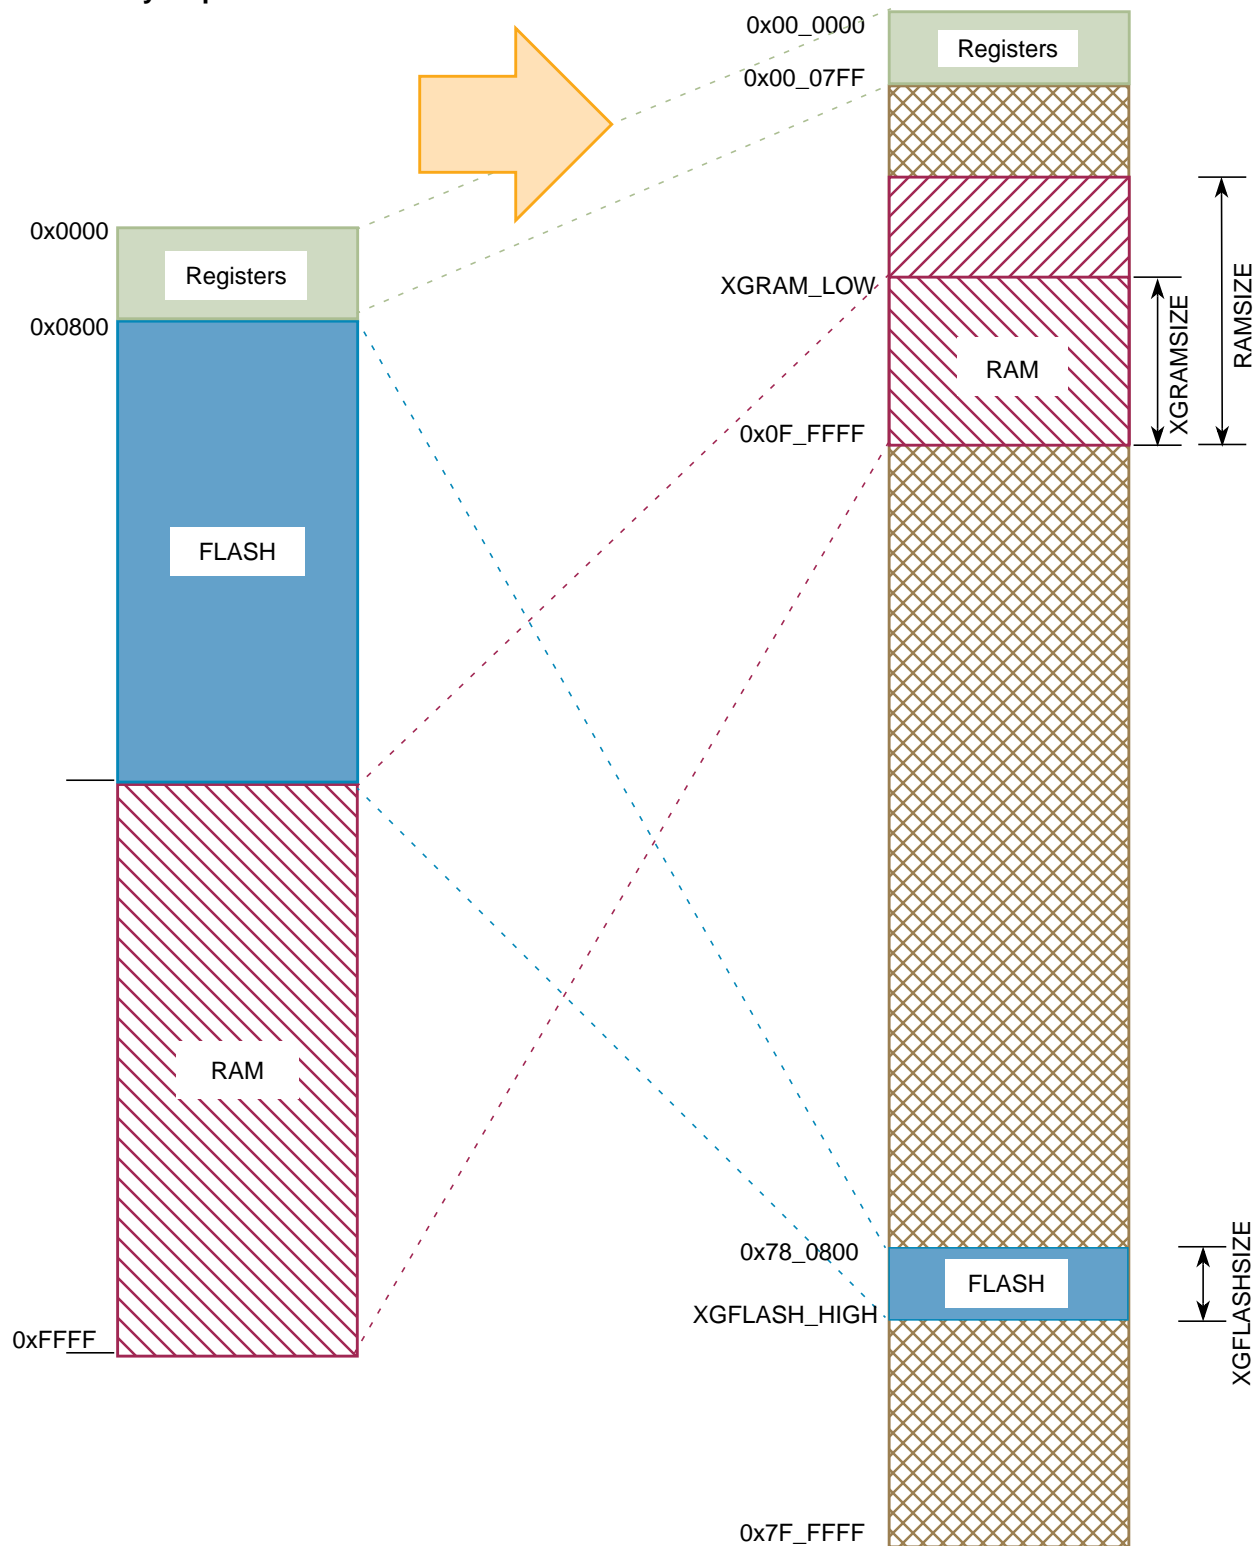 0x00_0000
Registers
0x00_07FF
0x0000
Registers
0x0800
XGRAM_LOW
RAM
XGRAMSIZE
RAMSIZE
0x0F_FFFF
FLASH
RAM
0x78_0800
FLASH
XGFLASH_HIGH
XGFLASHSIZE
0xFFFF
0x7F_FFFF